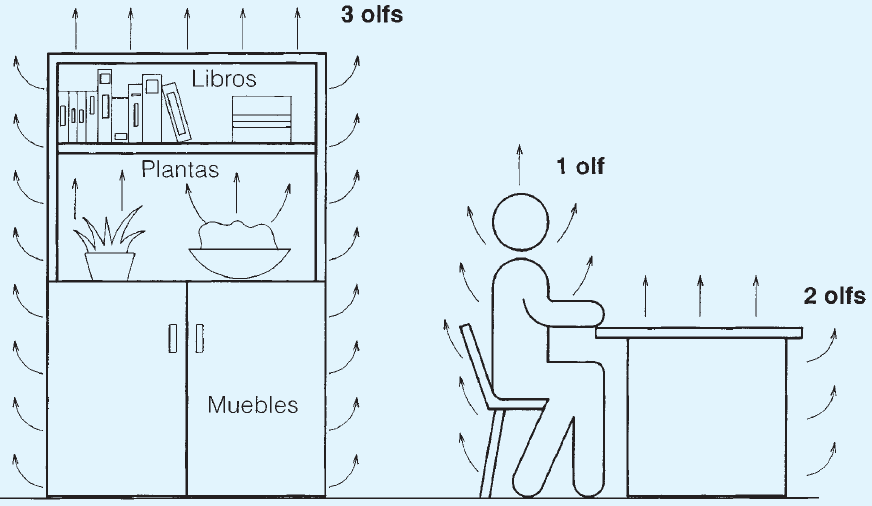 3 olfs
Libros
Plantas
1 olf
2 olfs
Muebles